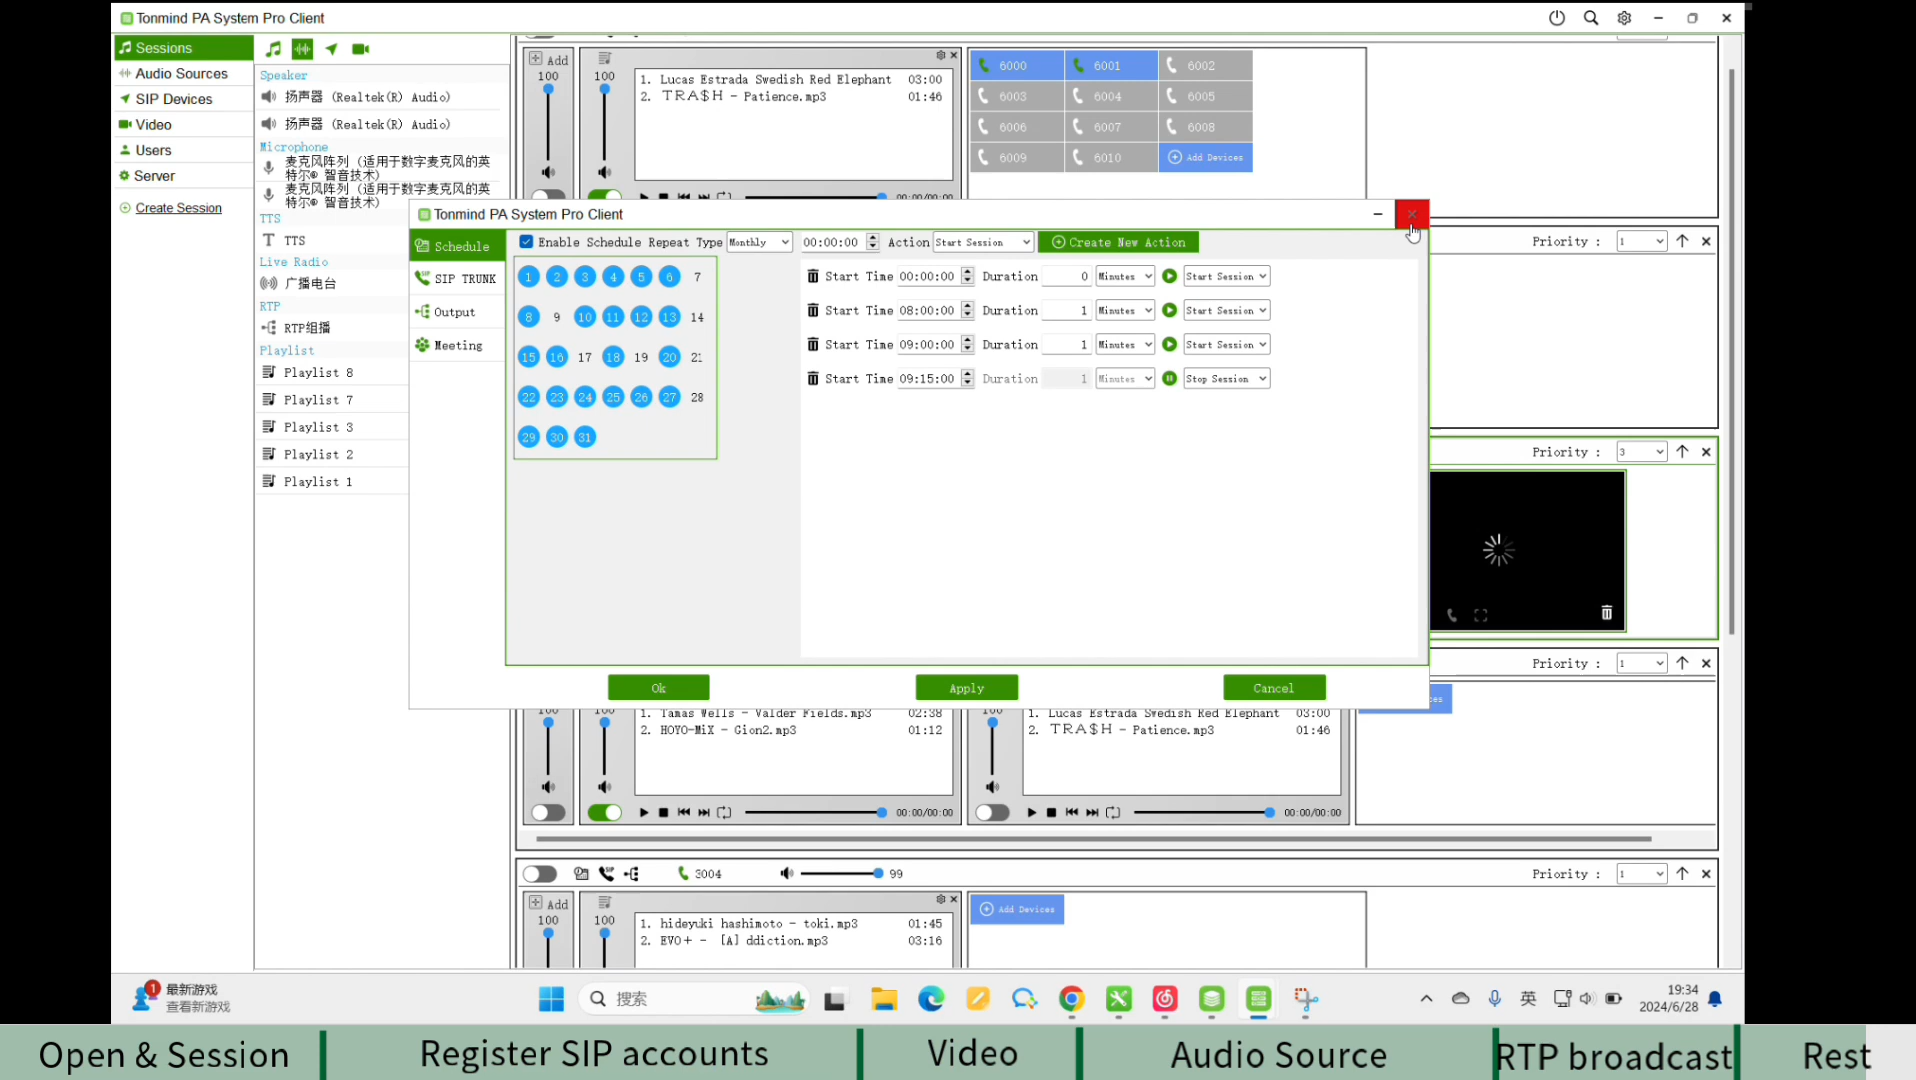 Tonmind PA System Pro Client
Sessions
Audio Sources
SIP Devices
Video
Users
Server
Create Session
Speaker
扬声器 (Realtek(R) Audio)
扬声器 (Realtek(R) Audio)
Microphone
麦克风阵列 (适用于数字麦克风的英
特尔® 智音技术)
麦克风阵列 (适用于数字麦克风的英
特尔® 智音技术)
TTS
TTS
Live Radio
广播电台
RTP
RTP组播
Playlist
Playlist 8
Playlist 7
Playlist 3
Playlist 2
Playlist 1
Add
100
100
1. Lucas Estrada Swedish Red Elephant 03:00
2. TRA$H - Patience.mp3 01:46
00:00/00:00
6000 6001 6002
6003 6004 6005
6006 6007 6008
6009 6010 Add Devices
Priority : 1
Priority : 3
Priority : 1
Tonmind PA System Pro Client
Schedule
SIP TRUNK
Output
Meeting
Enable Schedule Repeat Type Monthly 00:00:00 Action Start Session Create New Action
1 2 3 4 5 6 7
8 9 10 11 12 13 14
15 16 17 18 19 20 21
22 23 24 25 26 27 28
29 30 31
Start Time 00:00:00 Duration 0 Minutes Start Session
Start Time 08:00:00 Duration 1 Minutes Start Session
Start Time 09:00:00 Duration 1 Minutes Start Session
Start Time 09:15:00 Duration 1 Minutes Stop Session
Ok Apply Cancel
100 100
1. Tamas Wells - Valder Fields.mp3 02:38
2. HOYO-MiX - Gion2.mp3 01:12
00:00/00:00
100
1. Lucas Estrada Swedish Red Elephant 03:00
2. TRA$H - Patience.mp3 01:46
00:00/00:00
3004 99 Priority : 1
Add
100
100
1. hideyuki hashimoto - toki.mp3 01:45
2. EVO+ - [A] ddiction.mp3 03:16
Add Devices
1
最新游戏
查看新游戏
搜索
英
19:34
2024/6/28
Open & Session
Register SIP accounts
Video
Audio Source
RTP broadcast
Rest